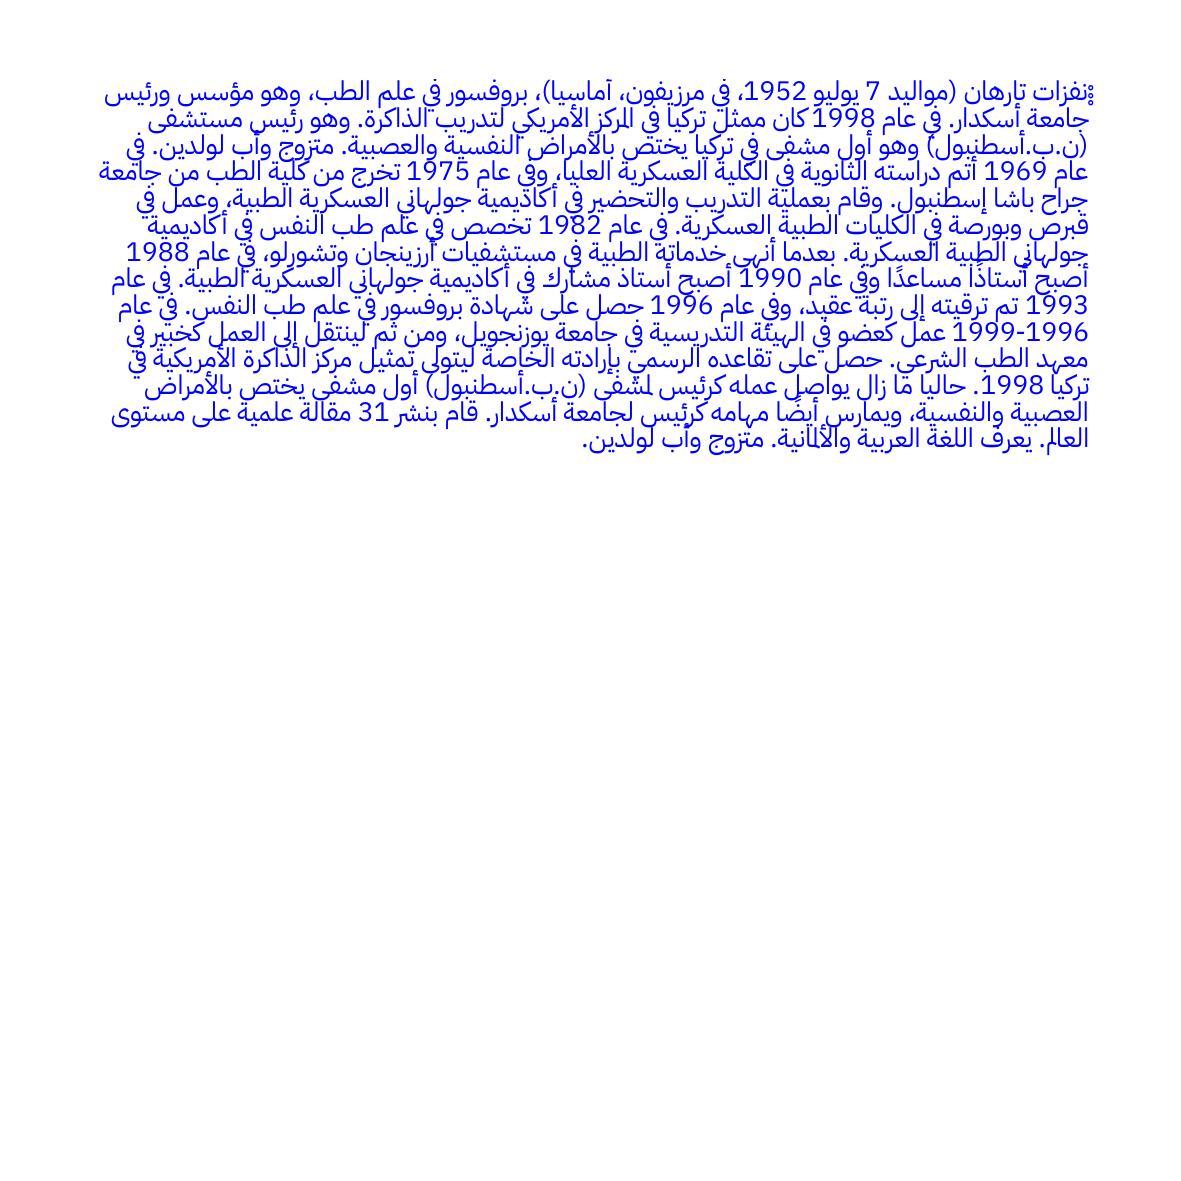 نفزات تارهان (مواليد 7 يوليو 1952، في مرزيفون، آماسيا)، بروفسور في علم الطب، وهو مؤسس ورئيس
جامعة أسكدار. في عام 1998 كان ممثل تركيا في المركز الأمريكي لتدريب الذاكرة. وهو رئيس مستشفى
(ن.ب.أسطنبول) وهو أول مشفى في تركيا يختص بالأمراض النفسية والعصبية. متزوج وأب لولدين. في
عام 1969 أتم دراسته الثانوية في الكلية العسكرية العليا، وفي عام 1975 تخرج من كلية الطب من جامعة
جراح باشا إسطنبول. وقام بعملية التدريب والتحضير في أكاديمية جولهاني العسكرية الطبية، وعمل في
قبرص وبورصة في الكليات الطبية العسكرية. في عام 1982 تخصص في علم طب النفس في أكاديمية
جولهاني الطبية العسكرية. بعدما أنهى خدماته الطبية في مستشفيات أرزينجان وتشورلو، في عام 1988
أصبح أستاذًا مساعدًا وفي عام 1990 أصبح أستاذ مشارك في أكاديمية جولهاني العسكرية الطبية. في عام
1993 تم ترقيته إلى رتبة عقيد، وفي عام 1996 حصل على شهادة بروفسور في علم طب النفس. في عام
1996-1999 عمل كعضو في الهيئة التدريسية في جامعة يوزنجويل، ومن ثم لينتقل إلى العمل كخبير في
معهد الطب الشرعي. حصل على تقاعده الرسمي بإرادته الخاصة ليتولى تمثيل مركز الذاكرة الأمريكية في
تركيا 1998. حاليا ما زال يواصل عمله كرئيس لمشفى (ن.ب.أسطنبول) أول مشفى يختص بالأمراض
العصبية والنفسية، ويمارس أيضًا مهامه كرئيس لجامعة أسكدار. قام بنشر 31 مقالة علمية على مستوى
العالم. يعرف اللغة العربية والألمانية. متزوج وأب لولدين.